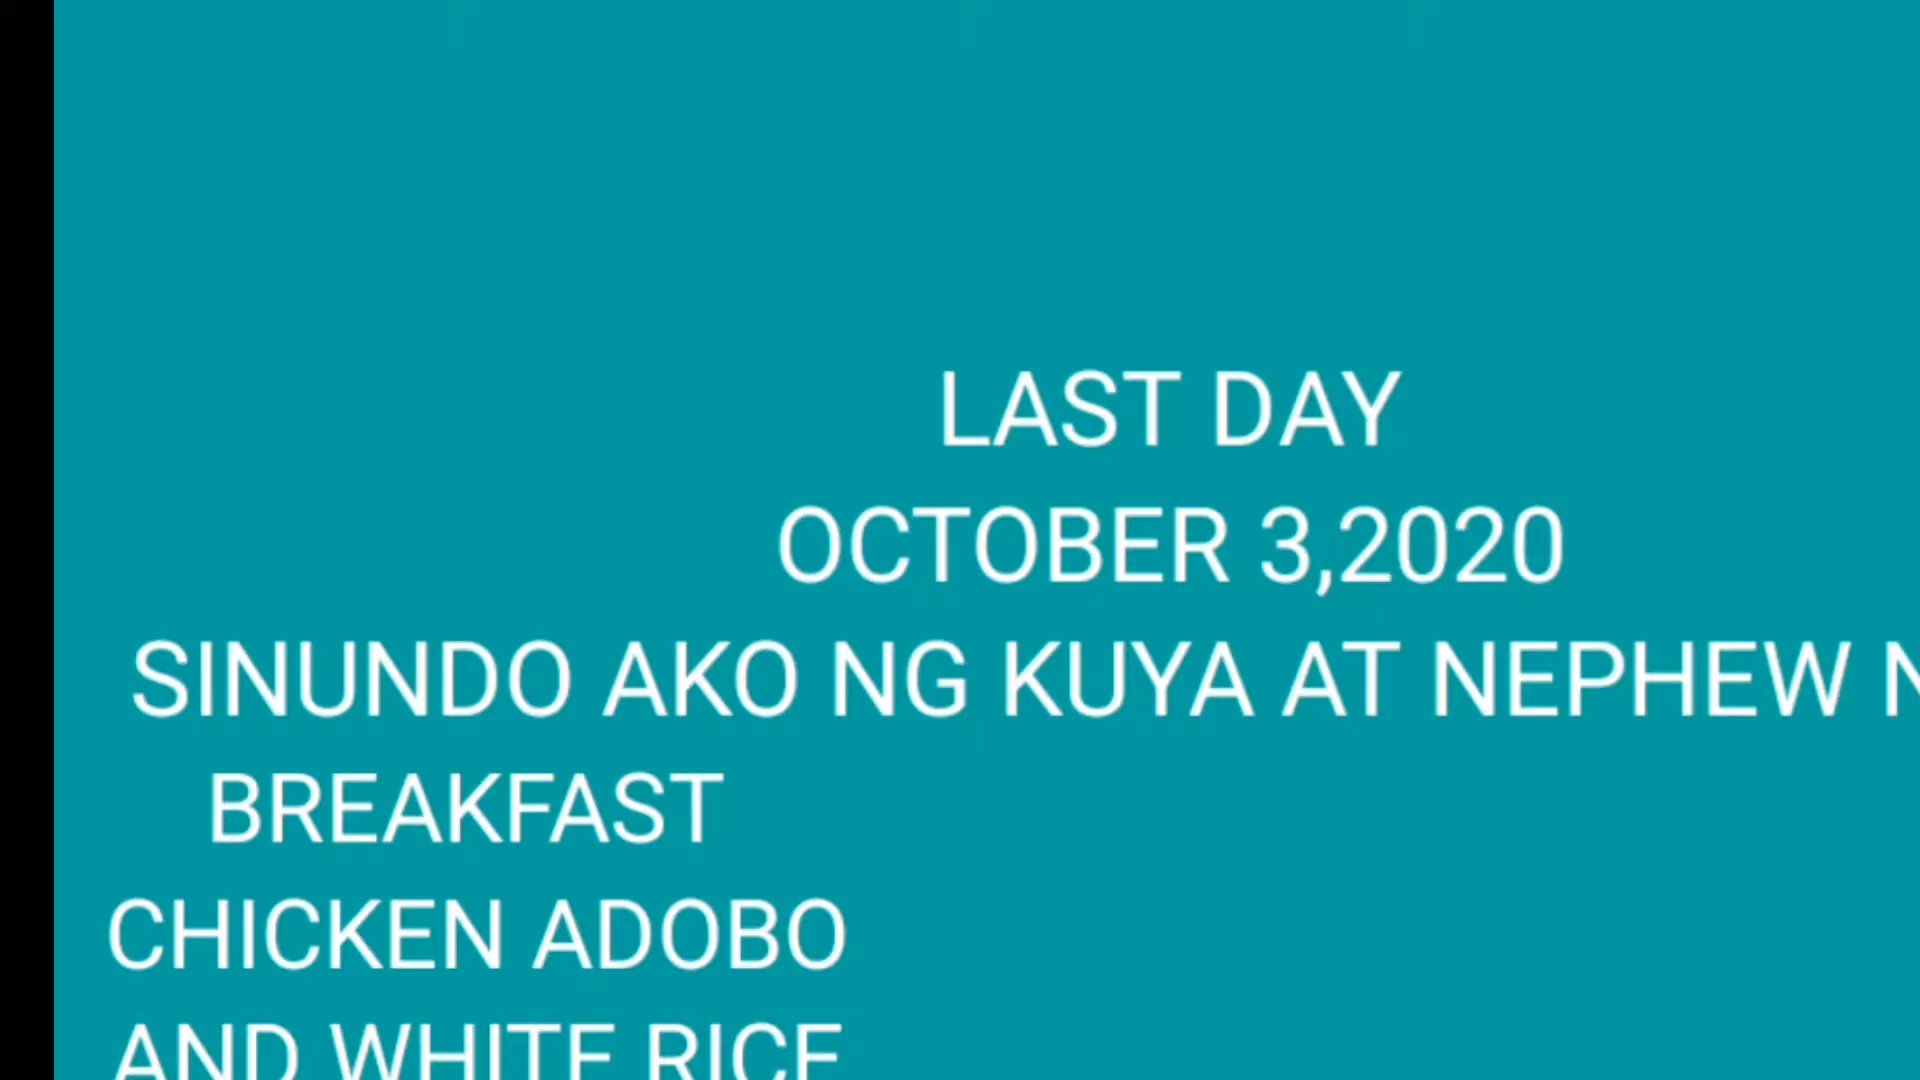 LAST DAY
OCTOBER 3,2020
SINUNDO AKO NG KUYA AT NEPHEW
BREAKFAST
CHICKEN ADOBO
AND WHITE RICE